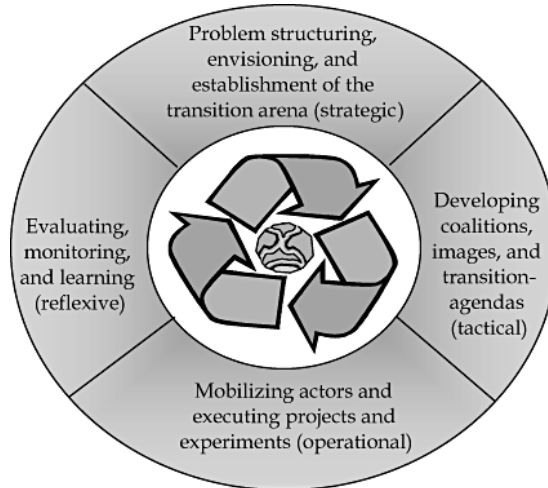 Problem structuring,
envisioning, and
establishment of the
transition arena (strategic)
Developing
coalitions,
images, and
transition-
agendas
(tactical)
Mobilizing actors and
executing projects and
experiments (operational)
Evaluating,
monitoring,
and learning
(reflexive)